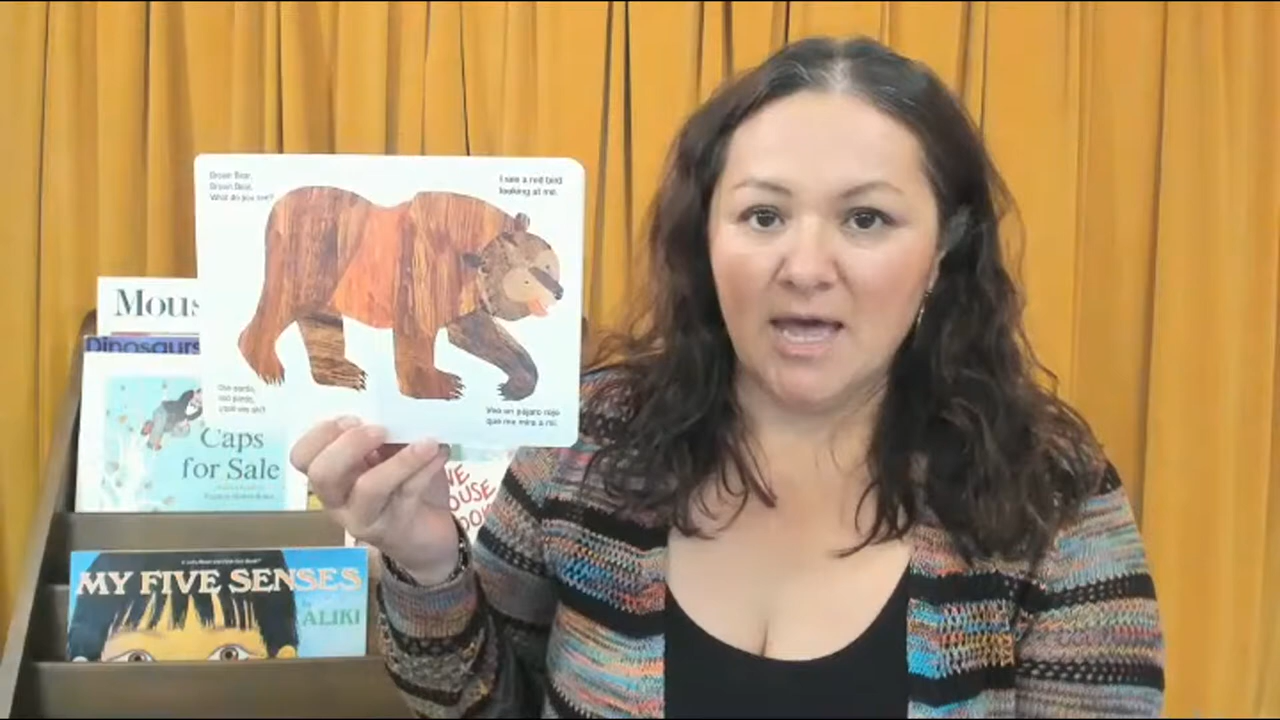 Brown Bear,
Brown Bear,
What do you see?
I see a red bird
looking at me.
Oso pardo,
oso pardo,
¿qué ves ahí?
Veo un pájaro rojo
que me mira a mí.
Mous
Dinosaurs
Caps
for Sale
MY FIVE SENSES
ALIKI